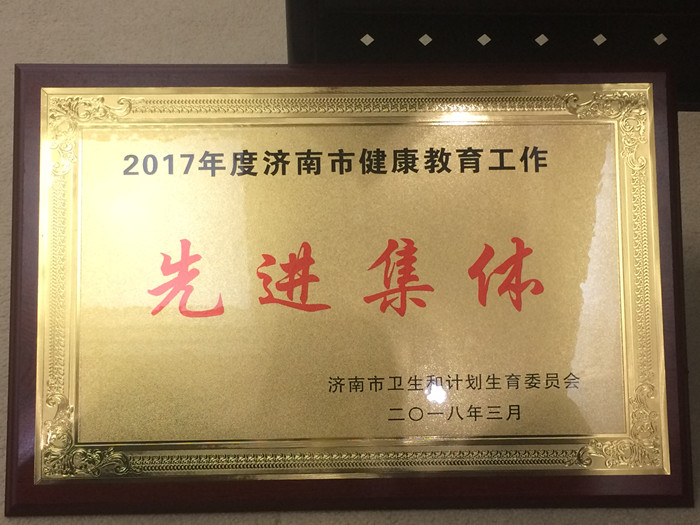 2017年度济南市健康教育工作
先进集体
济南市卫生和计划生育委员会
二〇一八年三月